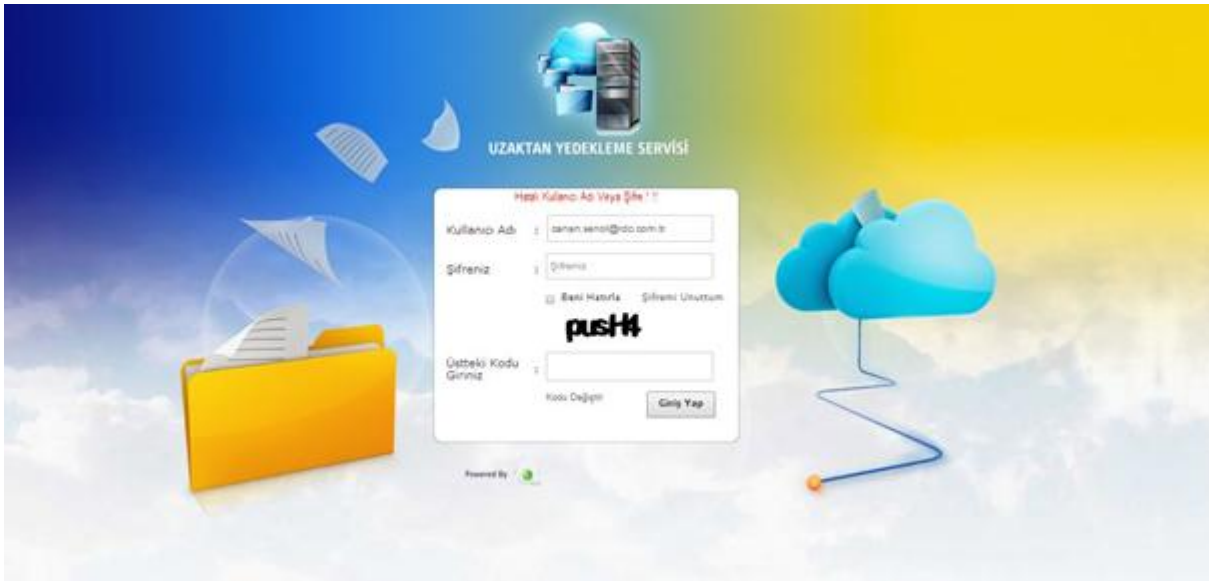 UZAKTAN YEDEKLEME SERVİSİ
Hatalı Kullanıcı Adı Veya Şifre ! !!
Kullanıcı Adı :
Şifreniz : Şifreniz
Beni Hatırla Şifremi Unuttum
pusH4
Üstteki Kodu :
Giriniz
Kodu Değiştir Giriş Yap
Powered By